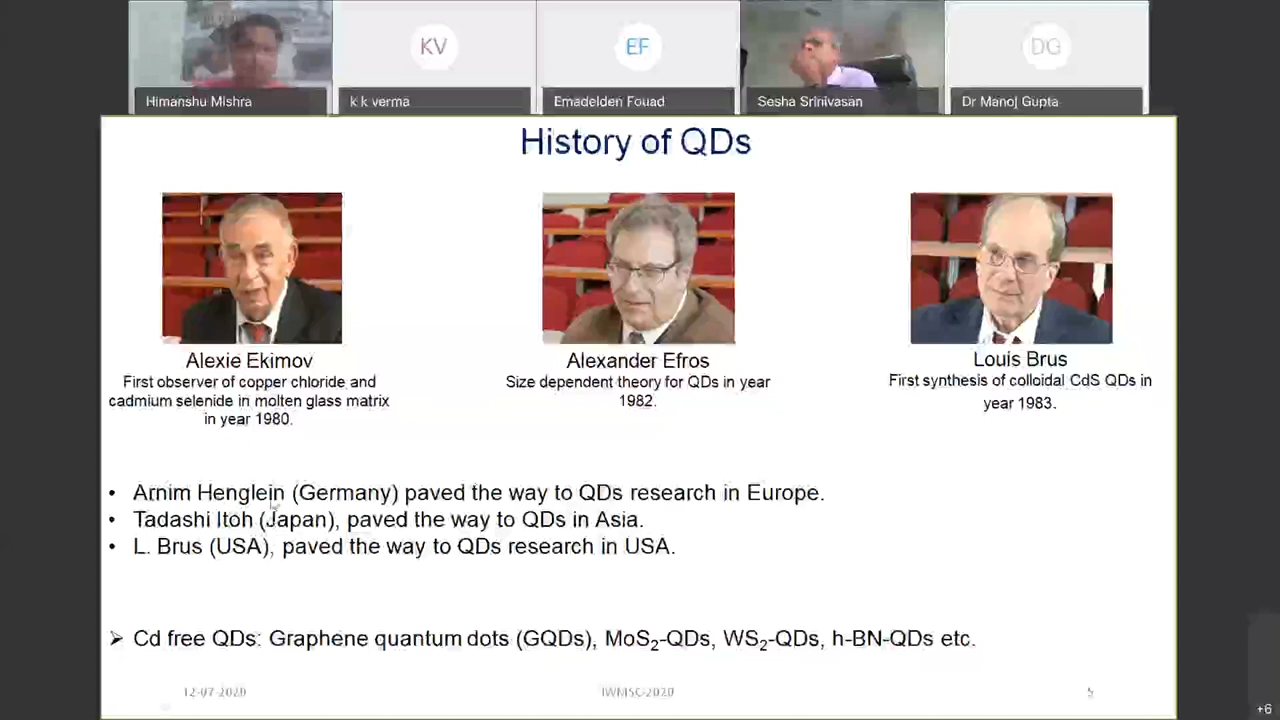 KV
EF
DG
Himanshu Mishra
k k verma
Emadelden Fouad
Sesha Srinivasan
Dr Manoj Gupta
History of QDs
Alexie Ekimov
First observer of copper chloride and
cadmium selenide in molten glass matrix
in year 1980.
Alexander Efros
Size dependent theory for QDs in year
1982.
Louis Brus
First synthesis of colloidal CdS QDs in
year 1983.
• Arnim Henglein (Germany) paved the way to QDs research in Europe.
• Tadashi Itoh (Japan), paved the way to QDs in Asia.
• L. Brus (USA), paved the way to QDs research in USA.
➢ Cd free QDs: Graphene quantum dots (GQDs), MoS₂-QDs, WS₂-QDs, h-BN-QDs etc.
12-07-2020
IWMSC-2020
5
+6